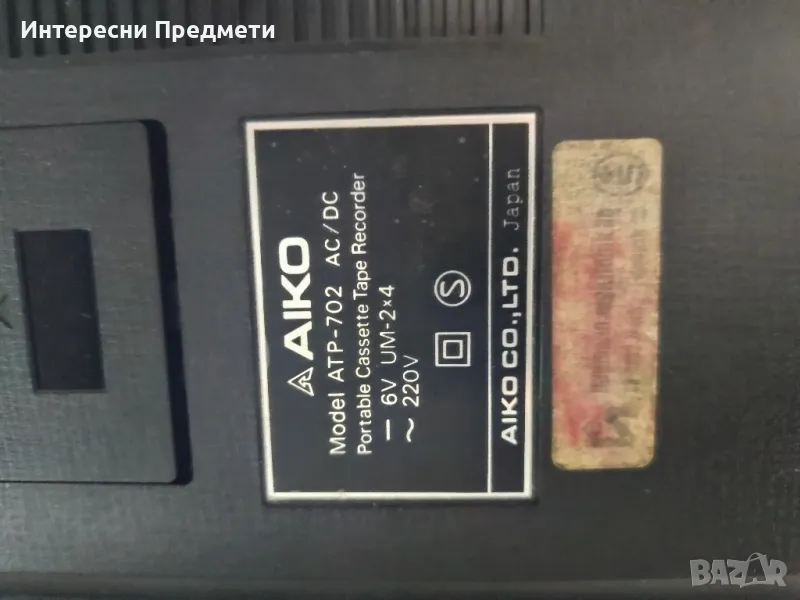 Интересни Предмети
AIKO
Model ATP-702 AC/DC
Portable Cassette Tape Recorder
⎓ 6V UM-2×4
~ 220V
S
AIKO CO.,LTD. Japan
BAZAR